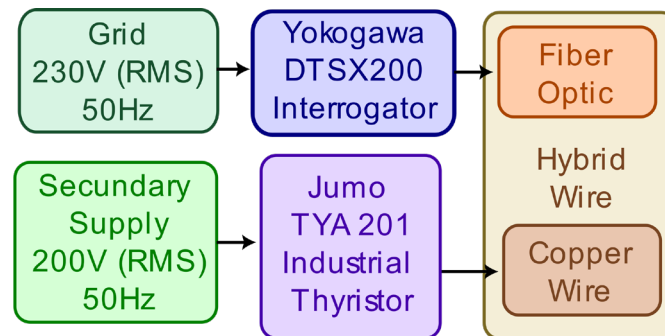 Grid
230V (RMS)
50Hz
Yokogawa
DTSX200
Interrogator
Fiber
Optic
Hybrid
Wire
Secundary
Supply
200V (RMS)
50Hz
Jumo
TYA 201
Industrial
Thyristor
Copper
Wire